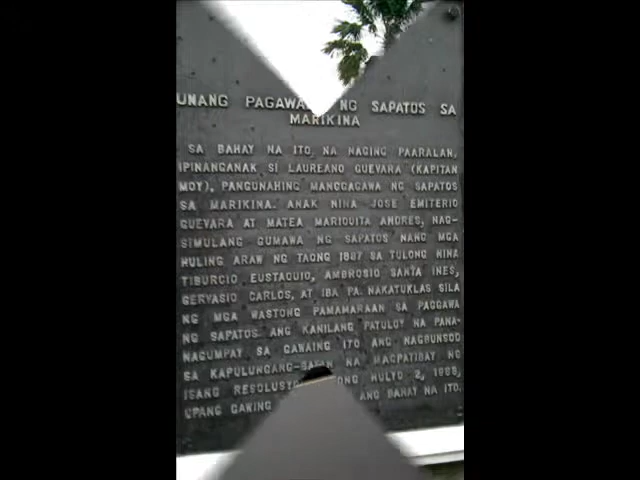 UNANG NG SAPATOS SA
MARIKINA
SA BAHAY NA ITO, NA NAGING PAARALAN,
IPINANGANAK SI LAUREANO GUEVARA (KAPITAN
MOY), PANGUNAHING MANGGAGAWA NG SAPATOS
SA MARIKINA. ANAK NINA JOSE EMITERIO
GUEVARA AT MATEA MARIQUITA ANDRES, NAG-
SIMULANG GUMAWA NG SAPATOS NANG MGA
HULING ARAW NG TAONG 1887 SA TULONG NINA
TIBURCIO EUSTAQUIO, AMBROSIO SANTA INES,
GERVASIO CARLOS, AT IBA PA. NAKATUKLAS SILA
NG MGA WASTONG PAMAMARAAN SA PAGGAWA
NG SAPATOS. ANG KANILANG PATULOY NA PANA-
NAGUMPAY SA GAWAING ITO ANG NAGBUNSOD
SA KAPULUNGANG-BAYAN NA MAGPATIBAY NG
ISANG HULYO 2, 1968,
UPANG GAWING ANG BAHAY NA ITO.